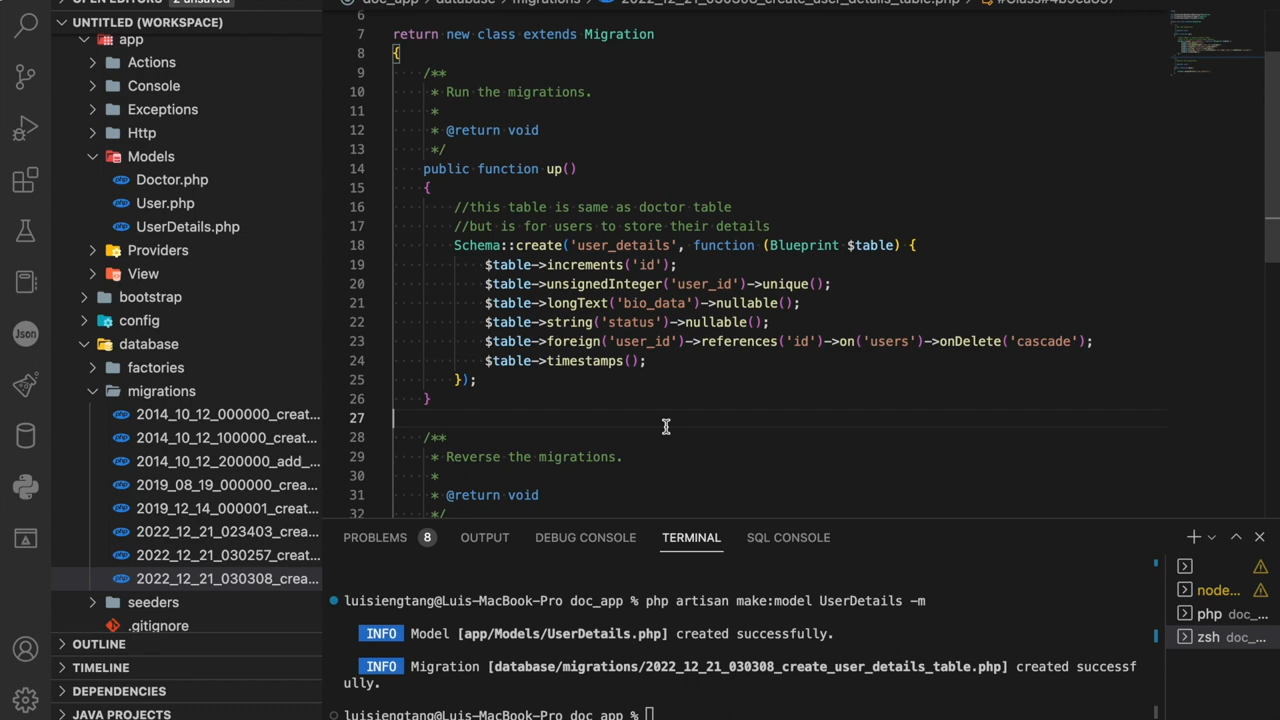 UNTITLED (WORKSPACE)
app
Actions
Console
Exceptions
Http
Models
Doctor.php
User.php
UserDetails.php
Providers
View
bootstrap
config
database
factories
migrations
2014_10_12_000000_creat...
2014_10_12_100000_creat...
2014_10_12_200000_add_...
2019_08_19_000000_crea...
2019_12_14_000001_creat...
2022_12_21_023403_crea...
2022_12_21_030257_creat...
2022_12_21_030308_crea...
seeders
.gitignore
OUTLINE
TIMELINE
DEPENDENCIES
JAVA PROJECTS
Json
6
7 return new class extends Migration
8 {
9 /**
10 * Run the migrations.
11 *
12 * @return void
13 */
14 public function up()
15 {
16 //this table is same as doctor table
17 //but is for users to store their details
18 Schema::create('user_details', function (Blueprint $table) {
19 $table->increments('id');
20 $table->unsignedInteger('user_id')->unique();
21 $table->longText('bio_data')->nullable();
22 $table->string('status')->nullable();
23 $table->foreign('user_id')->references('id')->on('users')->onDelete('cascade');
24 $table->timestamps();
25 });
26 }
27
28 /**
29 * Reverse the migrations.
30 *
31 * @return void
32 */
PROBLEMS 8 OUTPUT DEBUG CONSOLE TERMINAL SQL CONSOLE
luisiengtang@Luis-MacBook-Pro doc_app % php artisan make:model UserDetails -m
INFO Model [app/Models/UserDetails.php] created successfully.
INFO Migration [database/migrations/2022_12_21_030308_create_user_details_table.php] created successf
ully.
luisiengtang@Luis-MacBook-Pro doc_app %
node...
php doc_...
zsh doc_...